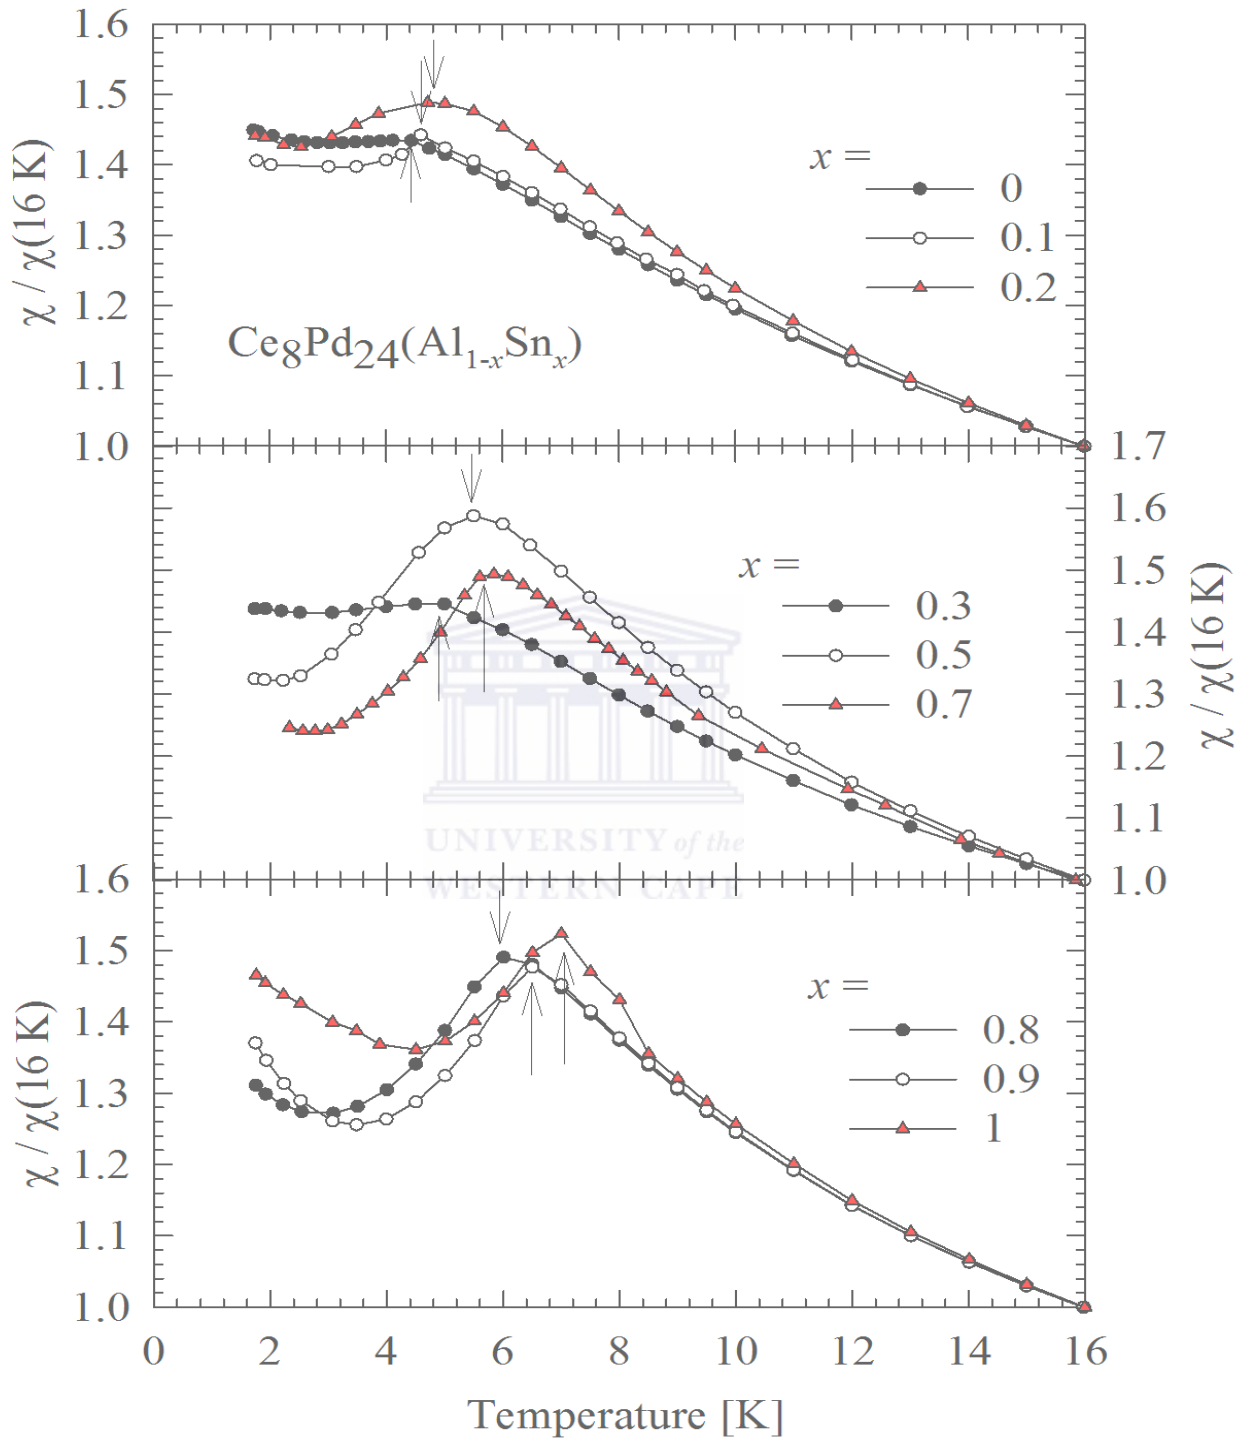 1.6
1.5
1.4
1.3
1.2
1.1
1.0
χ / χ(16 K)
x =
0
0.1
0.2
Ce8Pd24(Al1-xSnx)
1.7
1.6
1.5
1.4
1.3
1.2
1.1
1.0
χ / χ(16 K)
x =
0.3
0.5
0.7
UNIVERSITY of the
WESTERN CAPE
1.6
1.5
1.4
1.3
1.2
1.1
1.0
χ / χ(16 K)
x =
0.8
0.9
1
0 2 4 6 8 10 12 14 16
Temperature [K]